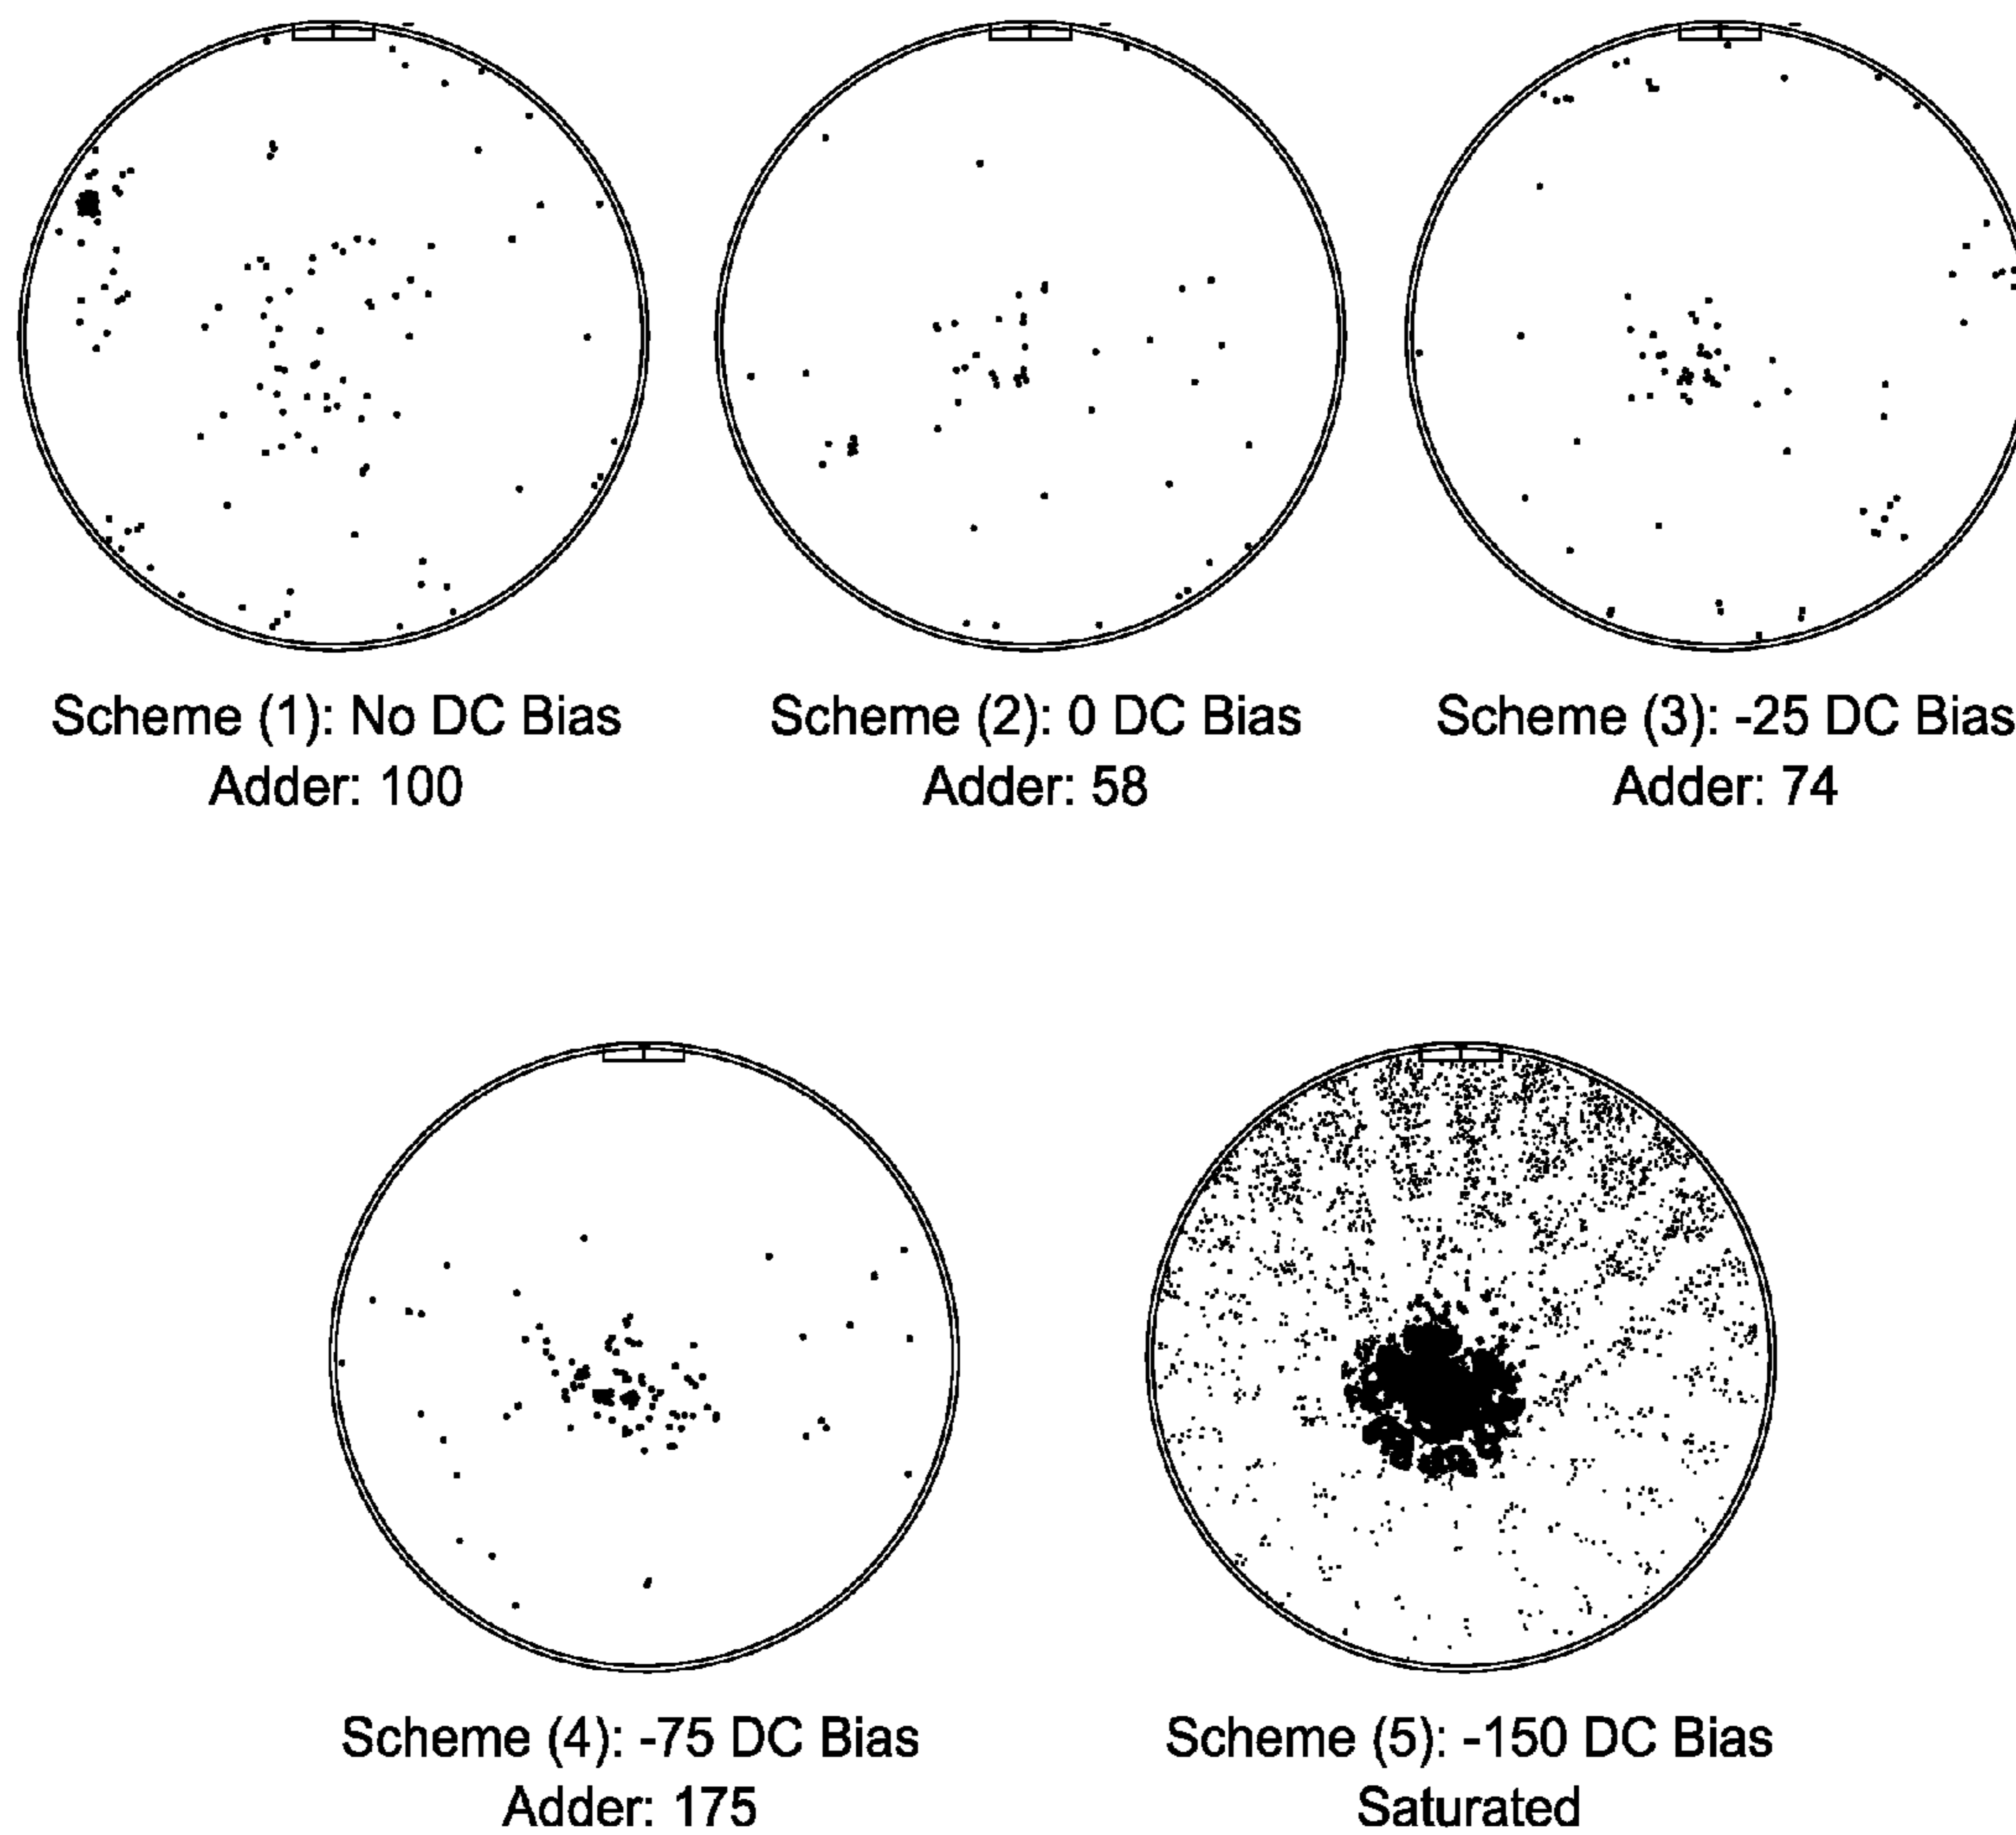 Scheme (1): No DC Bias
Adder: 100
Scheme (2): 0 DC Bias
Adder: 58
Scheme (3): -25 DC Bias
Adder: 74
Scheme (4): -75 DC Bias
Adder: 175
Scheme (5): -150 DC Bias
Saturated